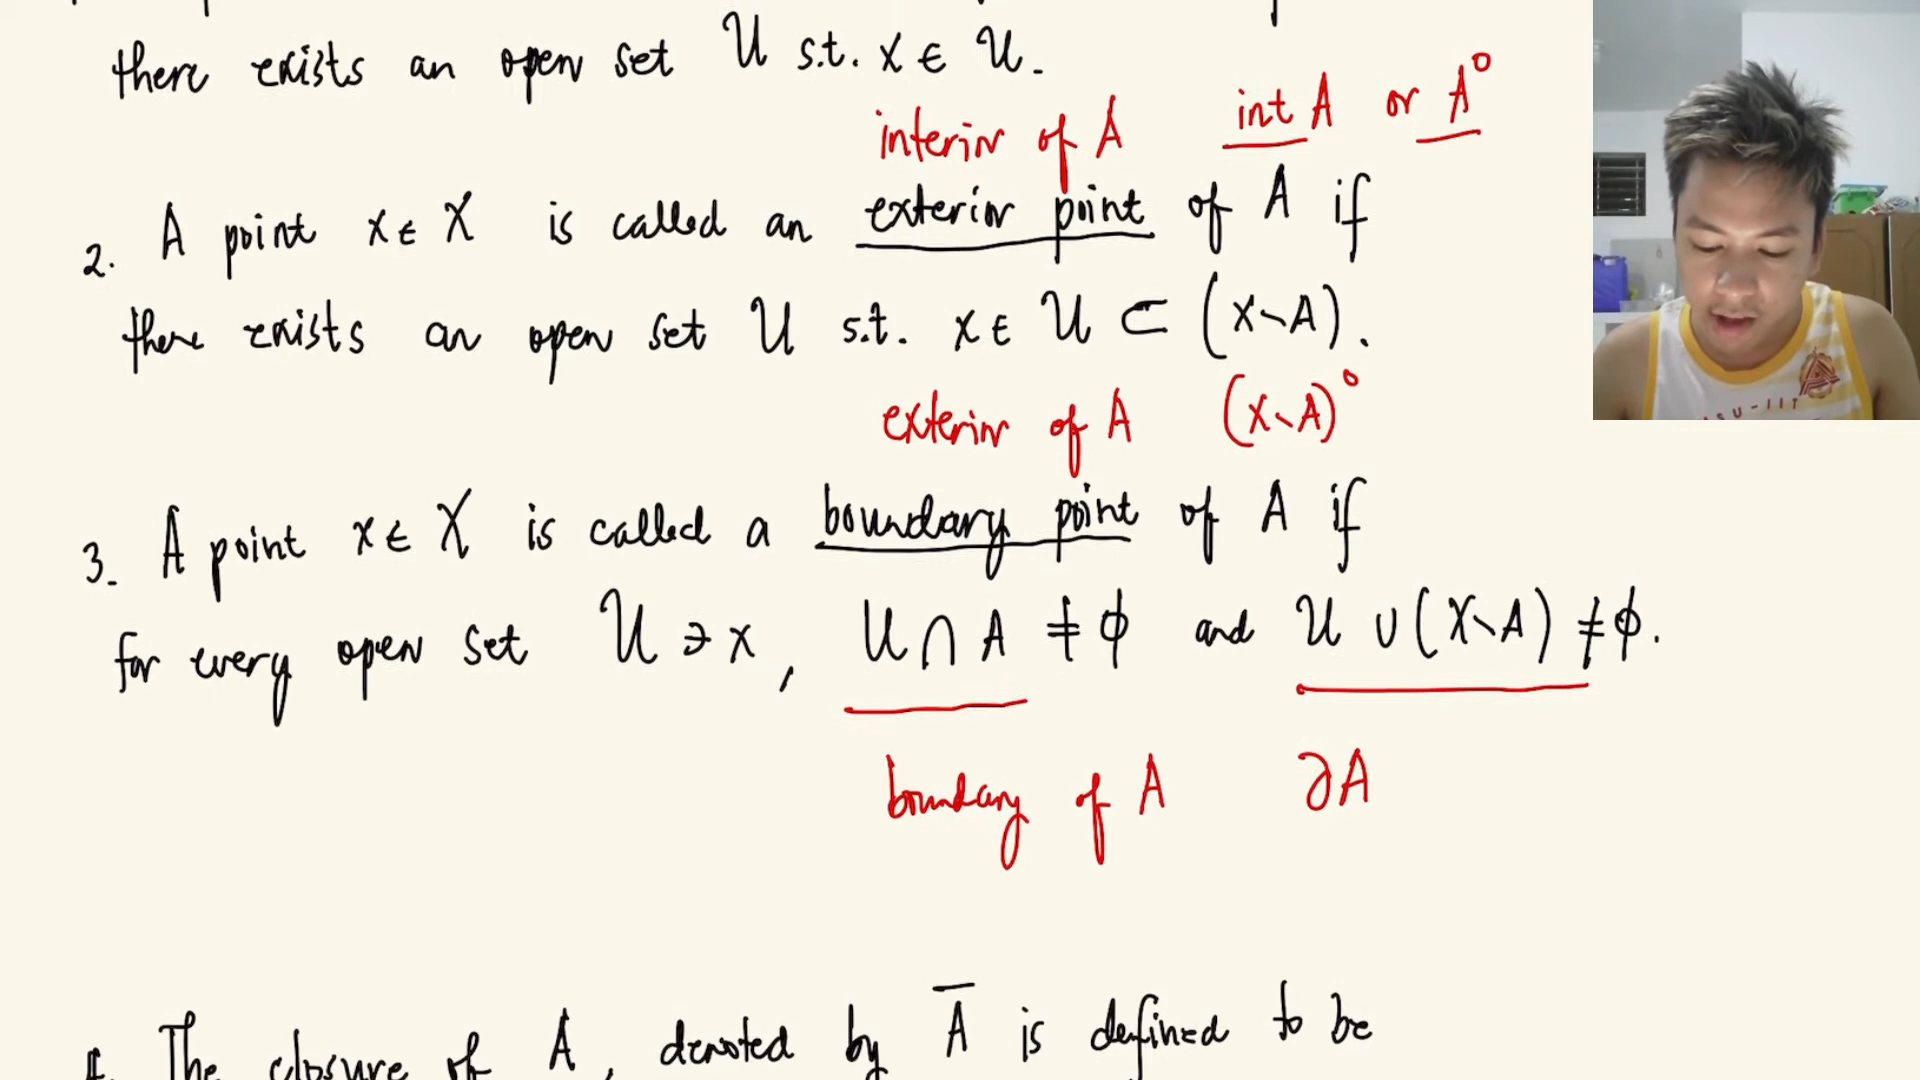 there exists an open set U s.t. x ∈ U.
interior of A int A or A°
2. A point x ∈ X is called an exterior point of A if
there exists an open set U s.t. x ∈ U ⊂ (X∖A).
exterior of A (X∖A)°
3. A point x ∈ X is called a boundary point of A if
for every open set U ∋ x, U ∩ A ≠ ϕ and U ∪ (X∖A) ≠ ϕ.
boundary of A ∂A
The closure of A, denoted by A̅ is defined to be